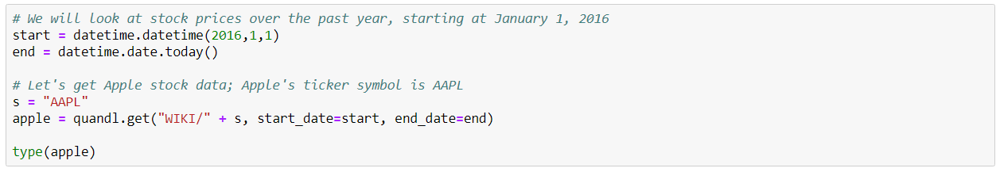 # We will look at stock prices over the past year, starting at January 1, 2016
start = datetime.datetime(2016,1,1)
end = datetime.date.today()

# Let's get Apple stock data; Apple's ticker symbol is AAPL
s = "AAPL"
apple = quandl.get("WIKI/" + s, start_date=start, end_date=end)

type(apple)